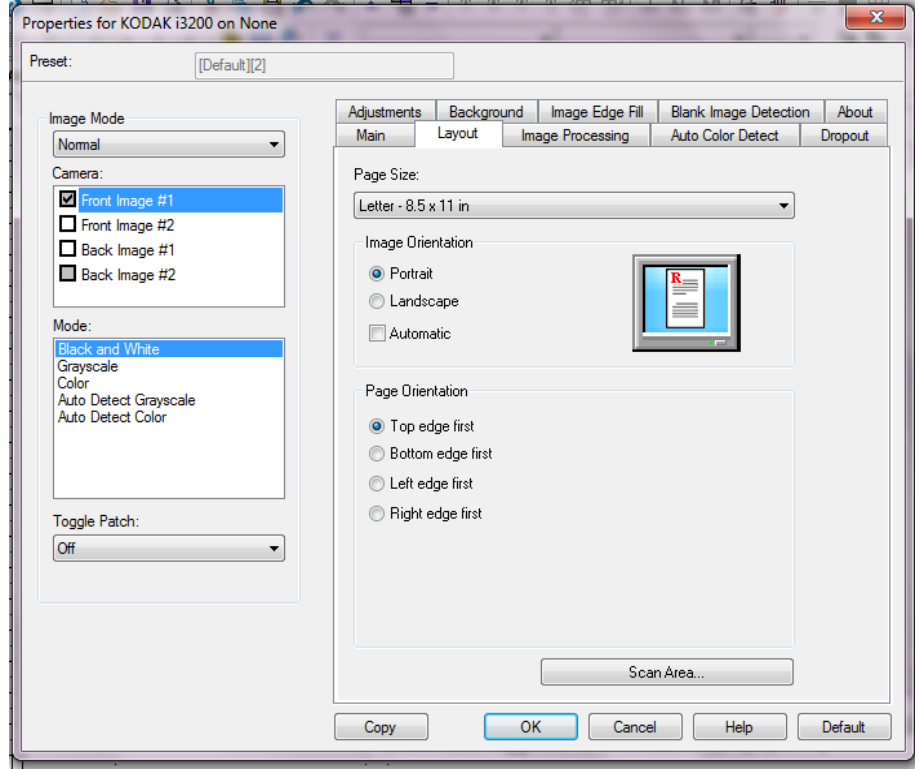 Properties for KODAK i3200 on None
Preset:
[Default][2]
Image Mode
Normal
Camera:
Front Image #1
Front Image #2
Back Image #1
Back Image #2
Mode:
Black and White
Grayscale
Color
Auto Detect Grayscale
Auto Detect Color
Toggle Patch:
Off
Adjustments Background Image Edge Fill Blank Image Detection About
Main Layout Image Processing Auto Color Detect Dropout
Page Size:
Letter - 8.5 x 11 in
Image Orientation
Portrait
Landscape
Automatic
R
Page Orientation
Top edge first
Bottom edge first
Left edge first
Right edge first
Scan Area...
Copy OK Cancel Help Default